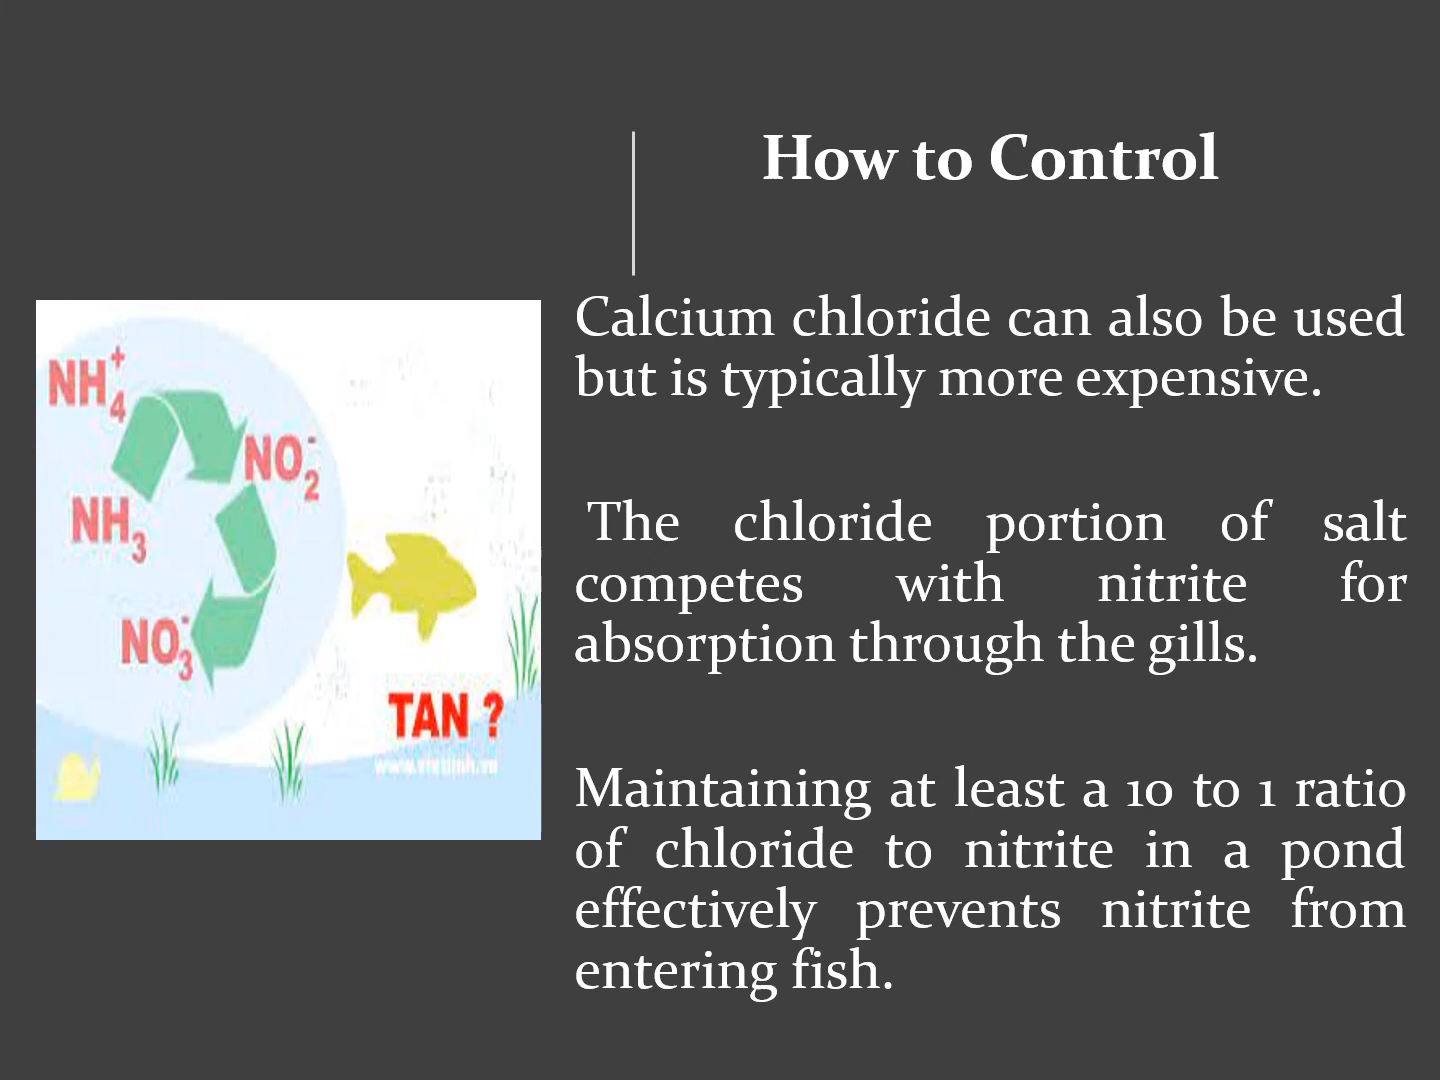 How to Control
Calcium chloride can also be used
but is typically more expensive.
The chloride portion of salt
competes with nitrite for
absorption through the gills.
Maintaining at least a 10 to 1 ratio
of chloride to nitrite in a pond
effectively prevents nitrite from
entering fish.
NH4+
NO2-
NH3
NO3-
TAN ?